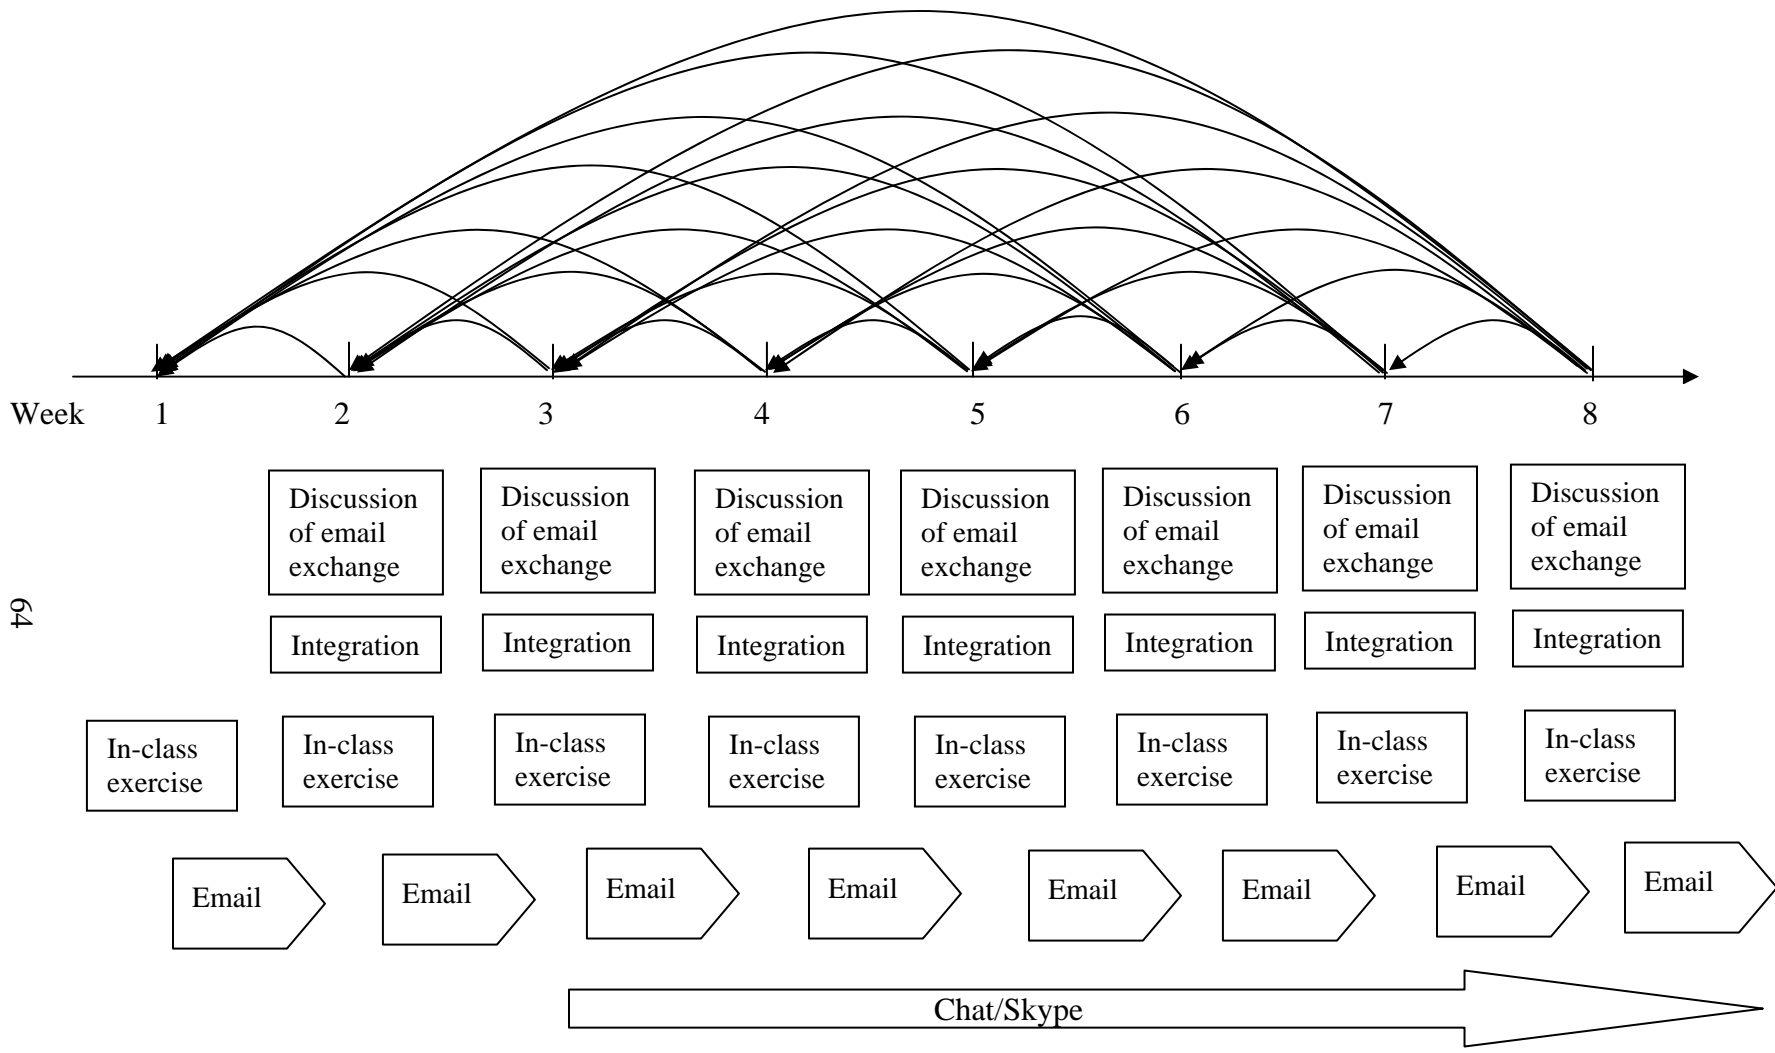 Week 1 2 3 4 5 6 7 8
Discussion
of email
exchange
Discussion
of email
exchange
Discussion
of email
exchange
Discussion
of email
exchange
Discussion
of email
exchange
Discussion
of email
exchange
Discussion
of email
exchange
64
Integration
Integration
Integration
Integration
Integration
Integration
Integration
In-class
exercise
In-class
exercise
In-class
exercise
In-class
exercise
In-class
exercise
In-class
exercise
In-class
exercise
In-class
exercise
Email
Email
Email
Email
Email
Email
Email
Email
Chat/Skype